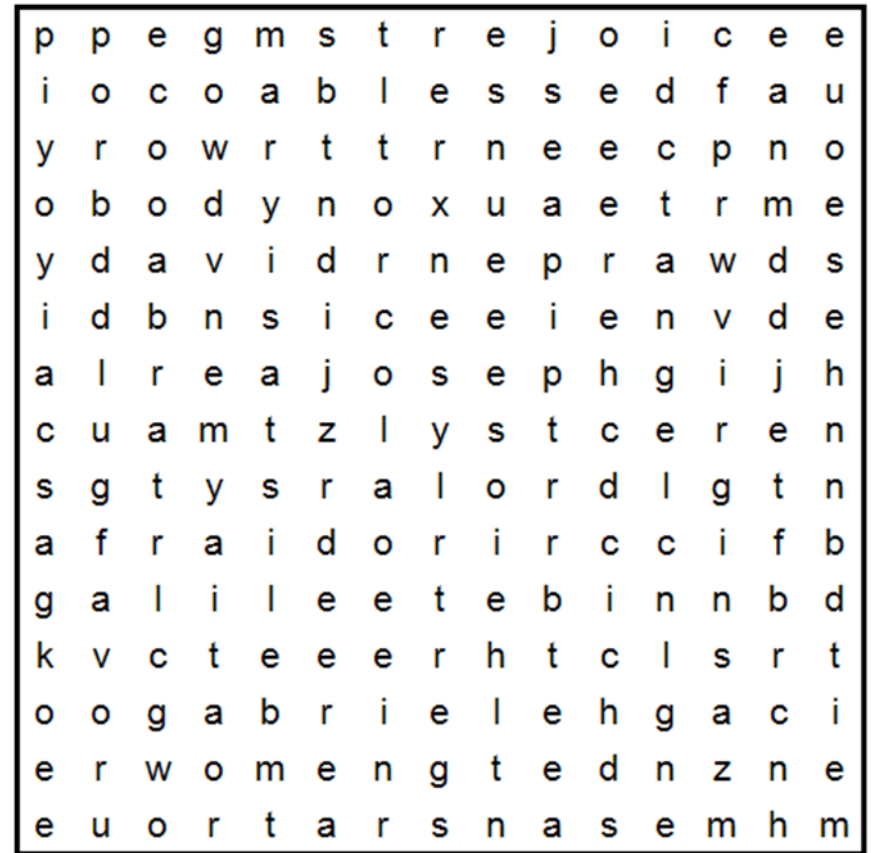 p p e g m s t r e j o i c e e
i o c o a b l e s s e d f a u
y r o w r t t r n e e c p n o
o b o d y n o x u a e t r m e
y d a v i d r n e p r a w d s
i d b n s i c e e i e n v d e
a l r e a j o s e p h g i j h
c u a m t z l y s t c e r e n
s g t y s r a l o r d l g t n
a f r a i d o r i r c c i f b
g a l i l e e t e b i n n b d
k v c t e e e r h t c l s r t
o o g a b r i e l e h g a c i
e r w o m e n g t e d n z n e
e u o r t a r s n a s e m h m